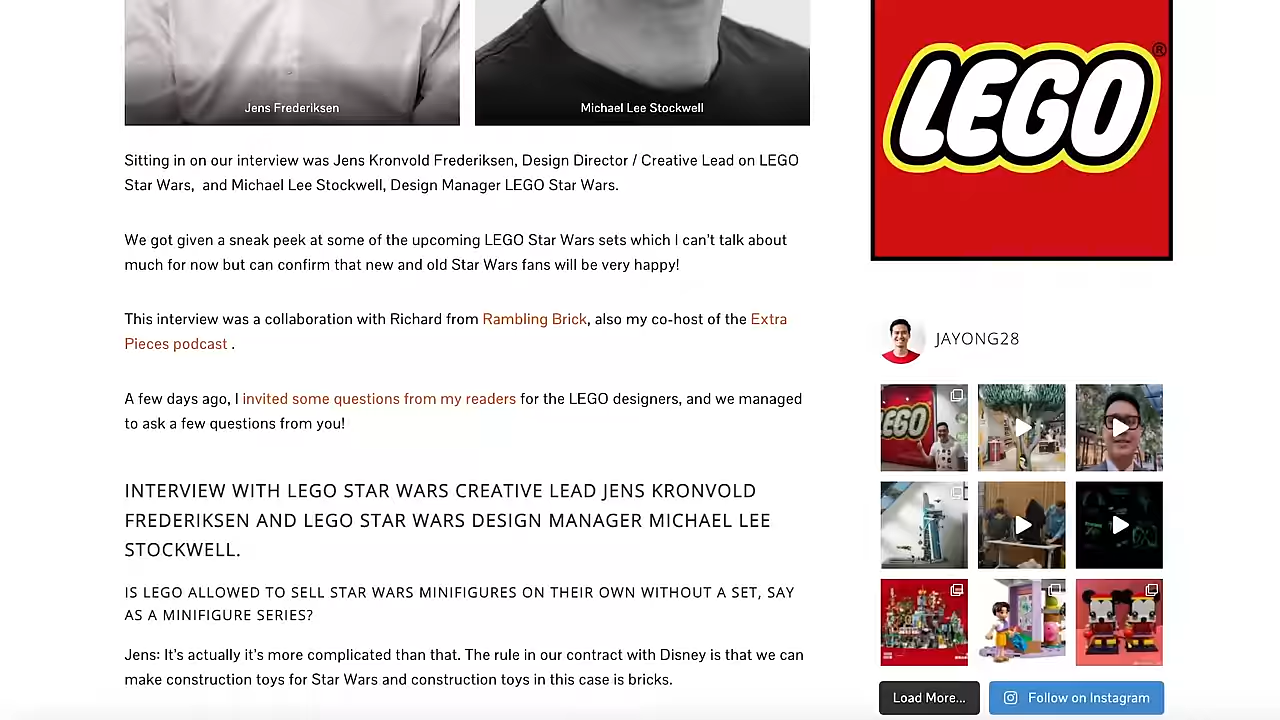 Jens Frederiksen
Michael Lee Stockwell
Sitting in on our interview was Jens Kronvold Frederiksen, Design Director / Creative Lead on LEGO
Star Wars,  and Michael Lee Stockwell, Design Manager LEGO Star Wars.
We got given a sneak peek at some of the upcoming LEGO Star Wars sets which I can't talk about
much for now but can confirm that new and old Star Wars fans will be very happy!
This interview was a collaboration with Richard from Rambling Brick, also my co-host of the Extra
Pieces podcast .
A few days ago, I invited some questions from my readers for the LEGO designers, and we managed
to ask a few questions from you!
INTERVIEW WITH LEGO STAR WARS CREATIVE LEAD JENS KRONVOLD
FREDERIKSEN AND LEGO STAR WARS DESIGN MANAGER MICHAEL LEE
STOCKWELL.
IS LEGO ALLOWED TO SELL STAR WARS MINIFIGURES ON THEIR OWN WITHOUT A SET, SAY
AS A MINIFIGURE SERIES?
Jens: It's actually it's more complicated than that. The rule in our contract with Disney is that we can
make construction toys for Star Wars and construction toys in this case is bricks.
LEGO®
JAYONG28
LEGO
Load More...
Follow on Instagram